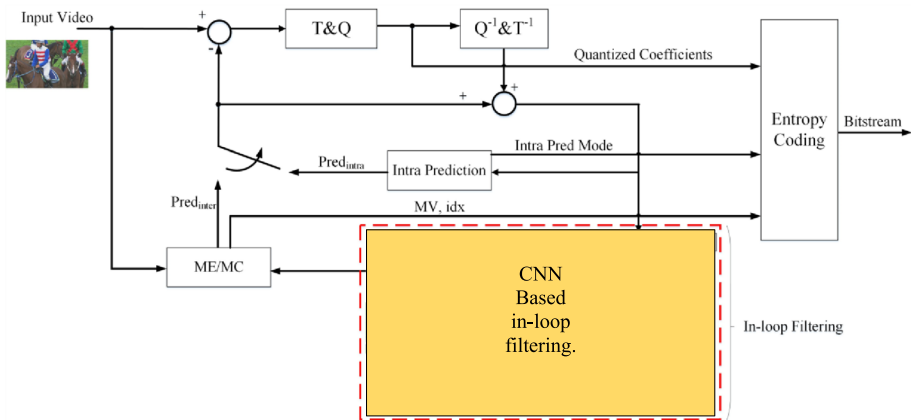 Input Video
+
-
T&Q
Q⁻¹&T⁻¹
Quantized Coefficients
+
+
Entropy
Coding
Bitstream
Intra Pred Mode
Predintra
Intra Prediction
Predinter
MV, idx
ME/MC
CNN
Based
in-loop
filtering.
In-loop Filtering